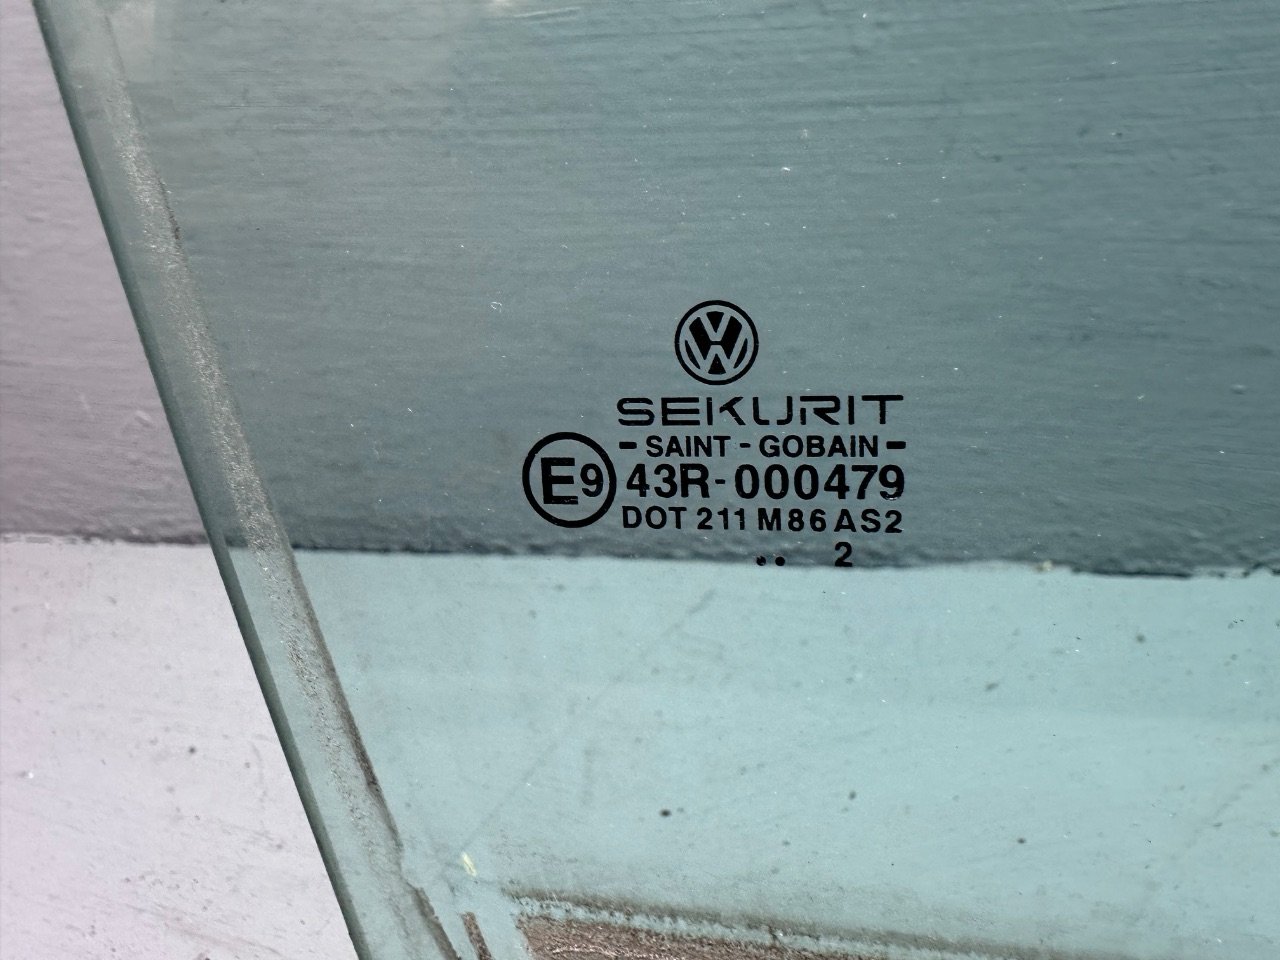 SEKURIT
- SAINT - GOBAIN -
E9 43R-000479
DOT 211 M86 AS2
.. 2